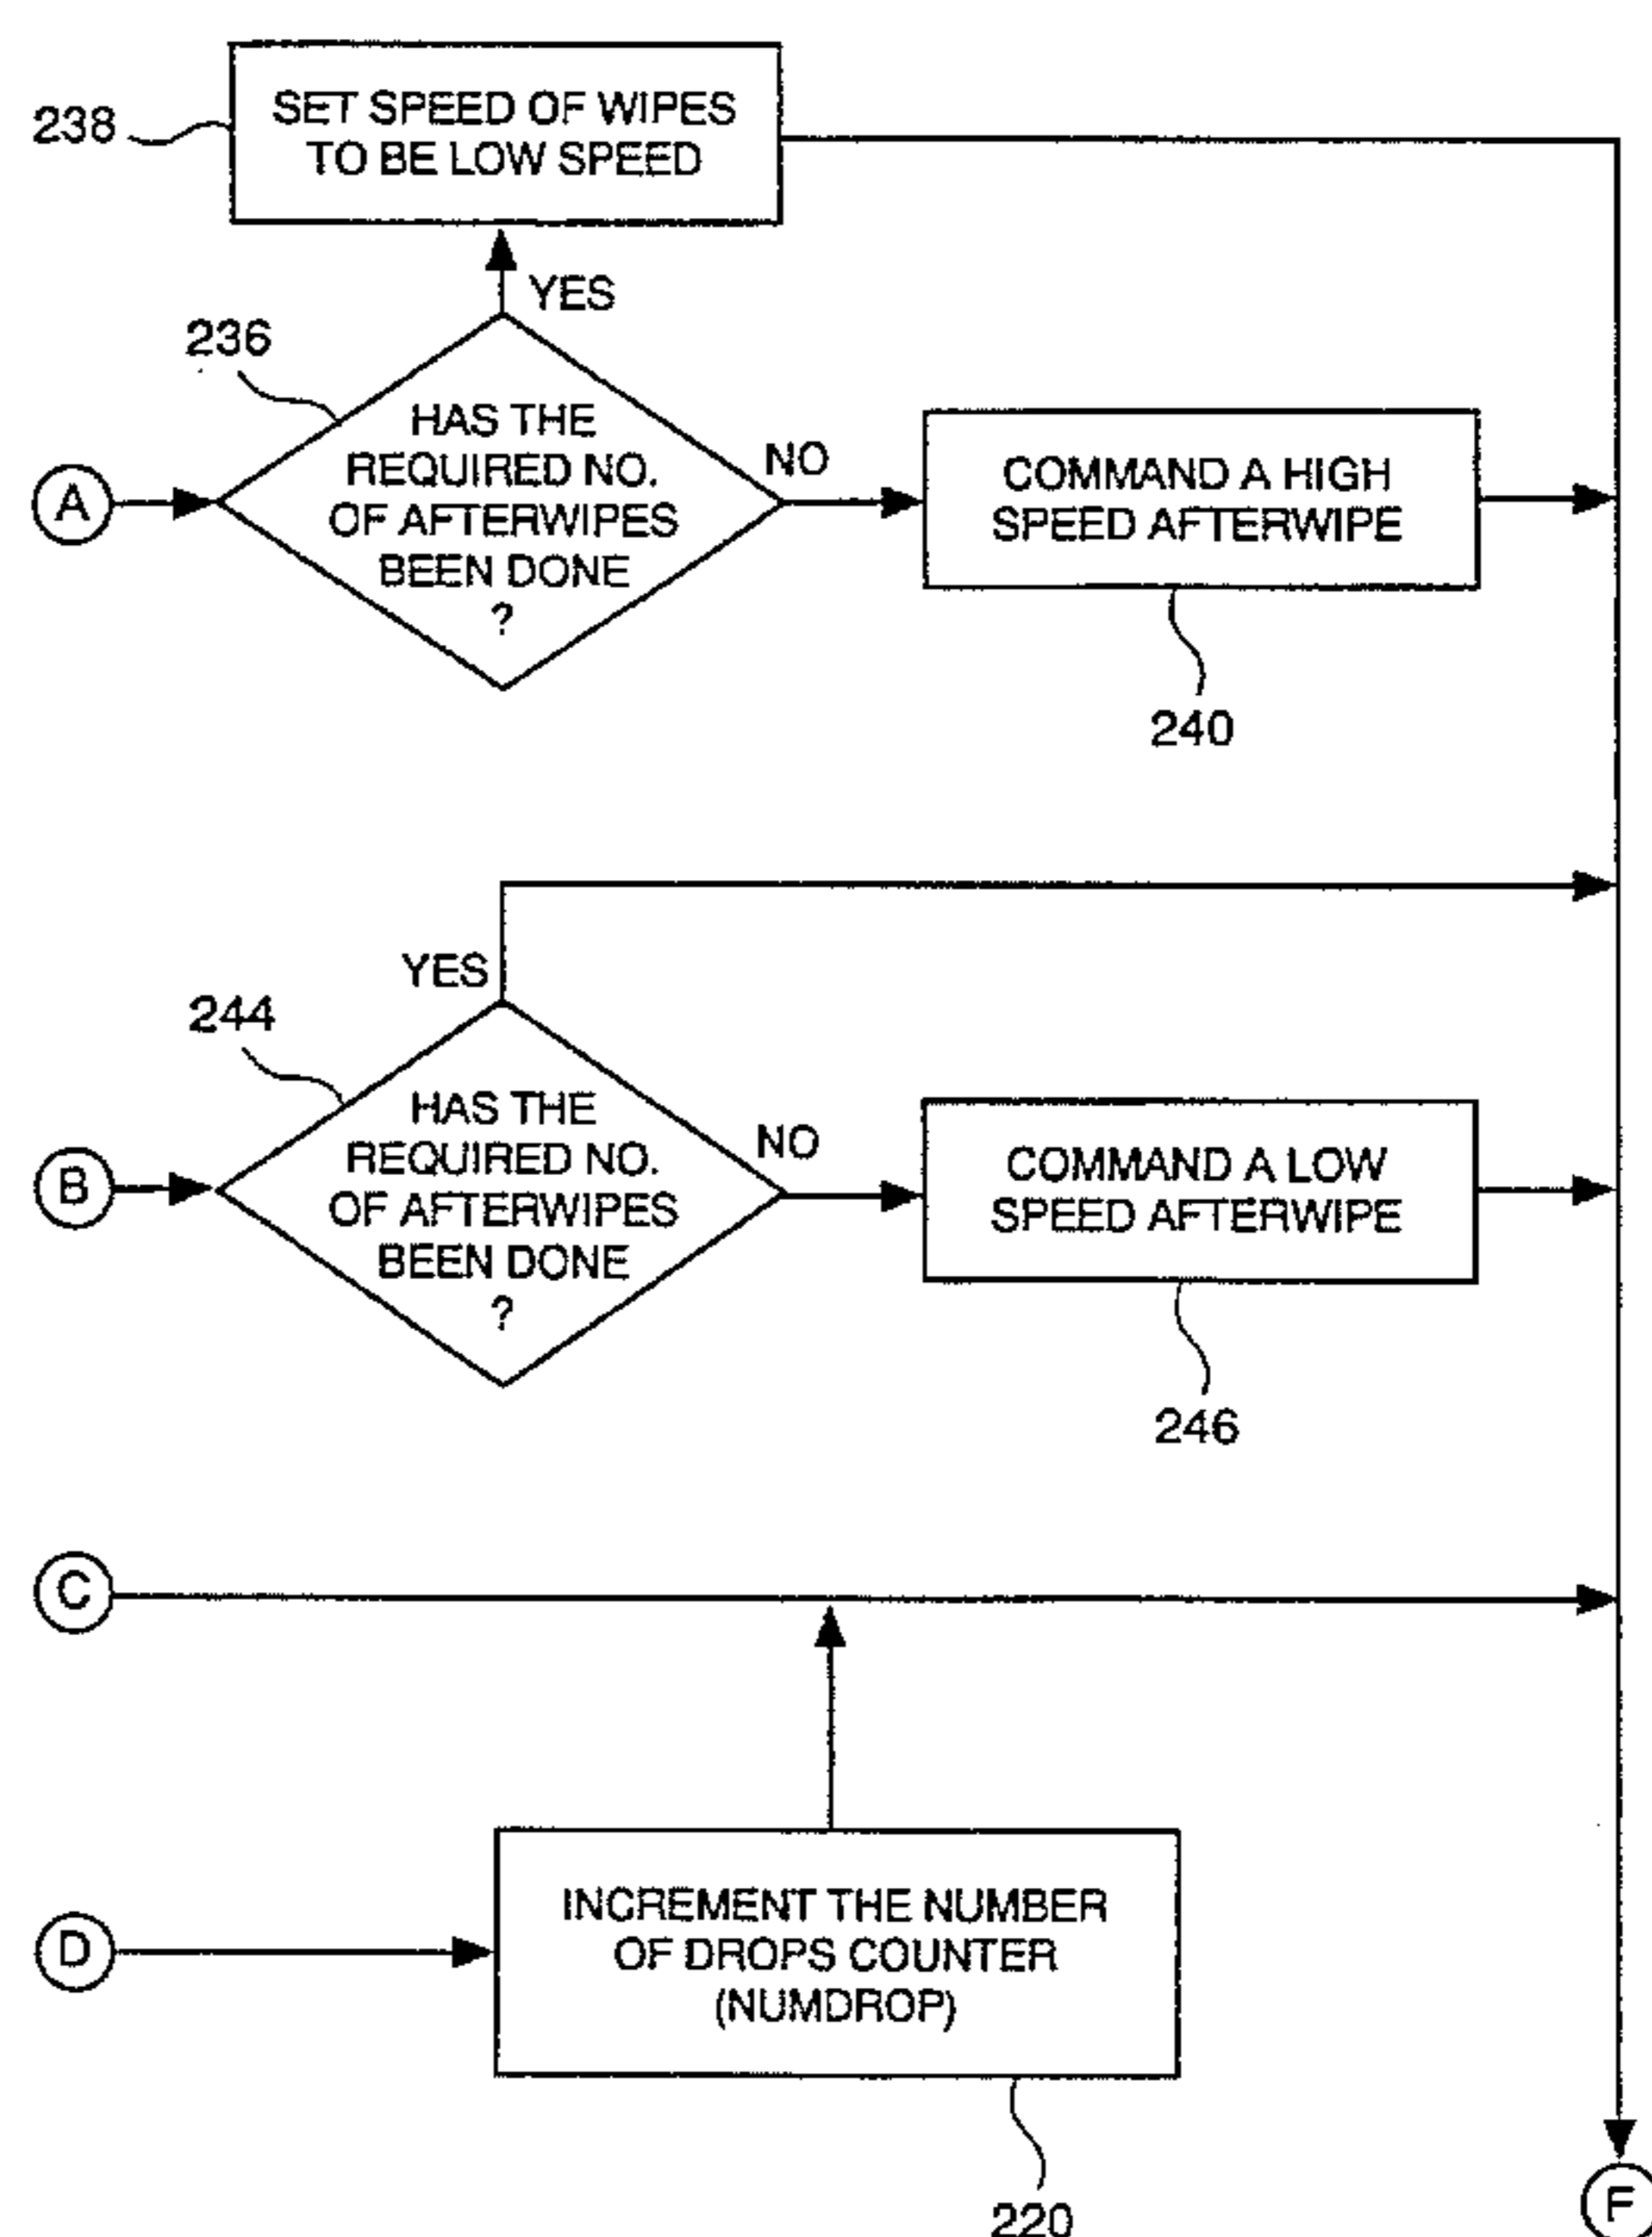 238
SET SPEED OF WIPES
TO BE LOW SPEED
YES
236
HAS THE
REQUIRED NO.
OF AFTERWIPES
BEEN DONE
?
A
NO
COMMAND A HIGH
SPEED AFTERWIPE
240
YES
244
HAS THE
REQUIRED NO.
OF AFTERWIPES
BEEN DONE
?
B
NO
COMMAND A LOW
SPEED AFTERWIPE
246
C
D
INCREMENT THE NUMBER
OF DROPS COUNTER
(NUMDROP)
220
F